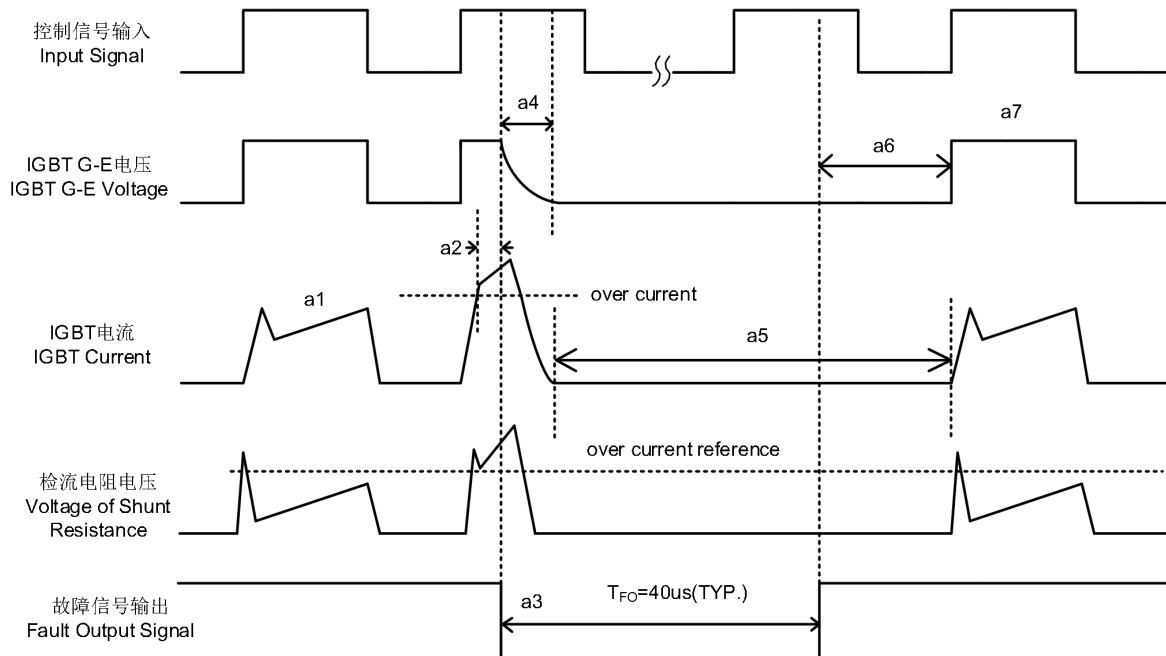 控制信号输入
Input Signal
a4
a7
IGBT G-E电压
IGBT G-E Voltage
a6
a2
over current
a1
IGBT电流
IGBT Current
a5
over current reference
检流电阻电压
Voltage of Shunt
Resistance
故障信号输出
Fault Output Signal
a3
TFO=40us(TYP.)